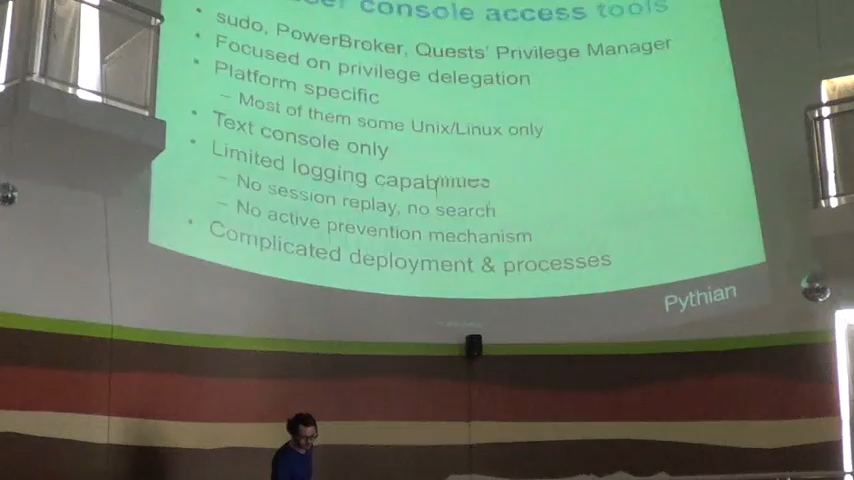 console access tools
• sudo, PowerBroker, Quests' Privilege Manager
• Focused on privilege delegation
• Platform specific
– Most of them some Unix/Linux only
• Text console only
• Limited logging capabilities
– No session replay, no search
– No active prevention mechanism
• Complicated deployment & processes
Pythian